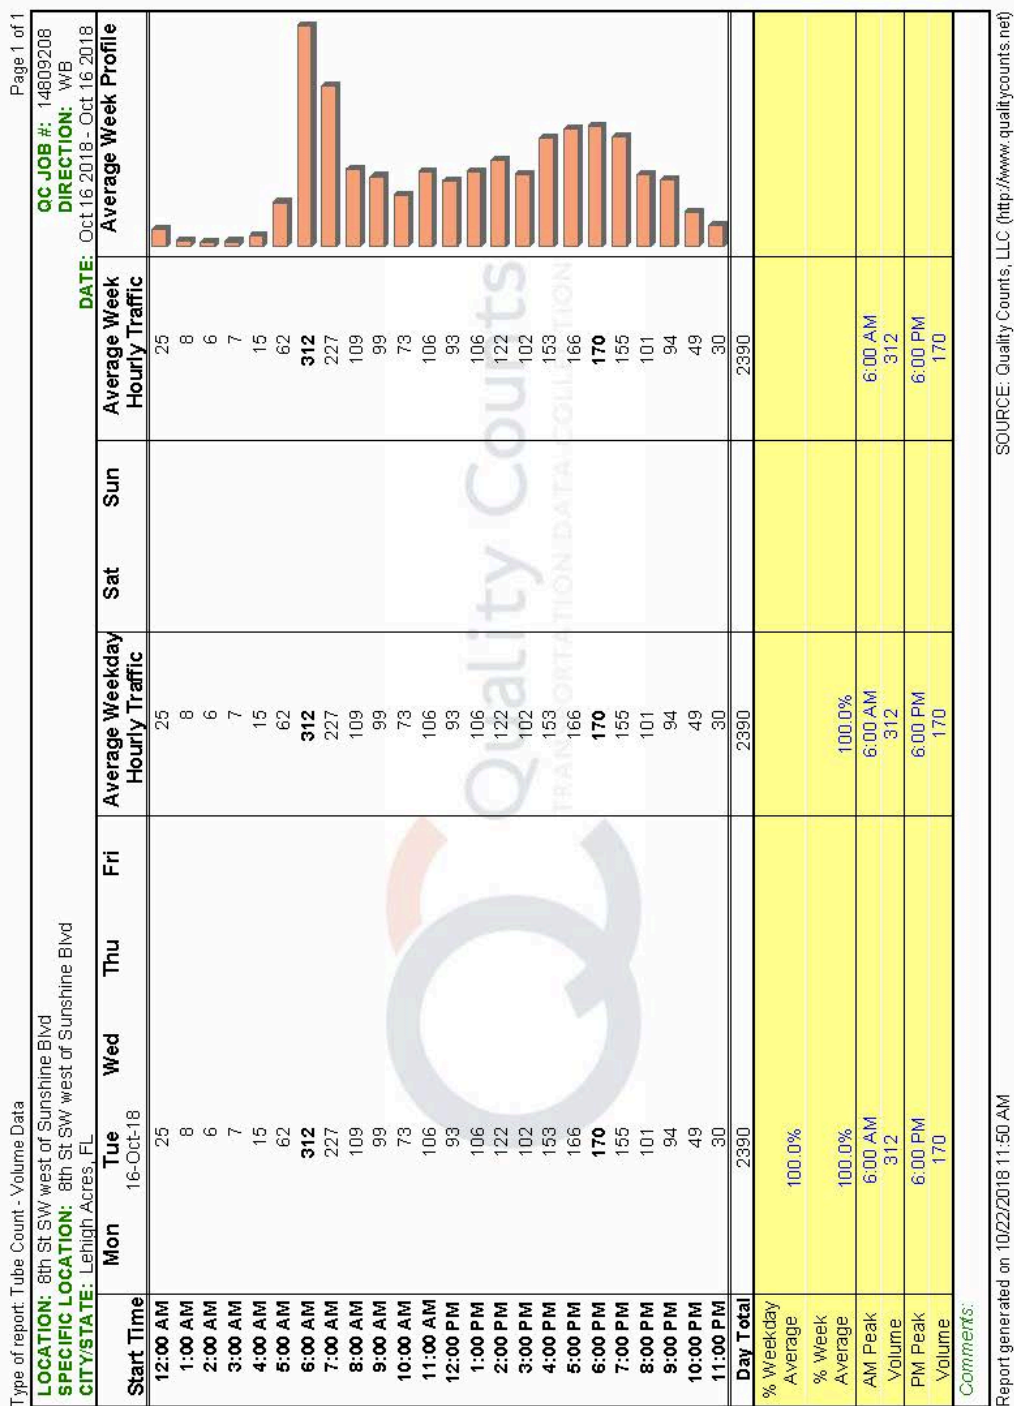 Type of report: Tube Count - Volume Data Page 1 of 1
LOCATION: 8th St SW west of Sunshine Blvd QC JOB #: 14809208
SPECIFIC LOCATION: 8th St SW west of Sunshine Blvd DIRECTION: WB
CITY/STATE: Lehigh Acres, FL DATE: Oct 16 2018 - Oct 16 2018
Start Time Mon Tue Wed Thu Fri Average Weekday Hourly Traffic Sat Sun Average Week Hourly Traffic Average Week Profile
16-Oct-18
12:00 AM 25 25 25
1:00 AM 8 8 8
2:00 AM 6 6 6
3:00 AM 7 7 7
4:00 AM 15 15 15
5:00 AM 62 62 62
6:00 AM 312 312 312
7:00 AM 227 227 227
8:00 AM 109 109 109
9:00 AM 99 99 99
10:00 AM 73 73 73
11:00 AM 106 106 106
12:00 PM 93 93 93
1:00 PM 106 106 106
2:00 PM 122 122 122
3:00 PM 102 102 102
4:00 PM 153 153 153
5:00 PM 166 166 166
6:00 PM 170 170 170
7:00 PM 155 155 155
8:00 PM 101 101 101
9:00 PM 94 94 94
10:00 PM 49 49 49
11:00 PM 30 30 30
Day Total 2390 2390 2390
% Weekday
Average 100.0%
% Week
Average 100.0% 100.0%
AM Peak 6:00 AM 6:00 AM 6:00 AM
Volume 312 312 312
PM Peak 6:00 PM 6:00 PM 6:00 PM
Volume 170 170 170
Comments:
Report generated on 10/22/2018 11:50 AM SOURCE: Quality Counts, LLC (http://www.qualitycounts.net)
QC Quality Counts
TRANSPORTATION DATA COLLECTION